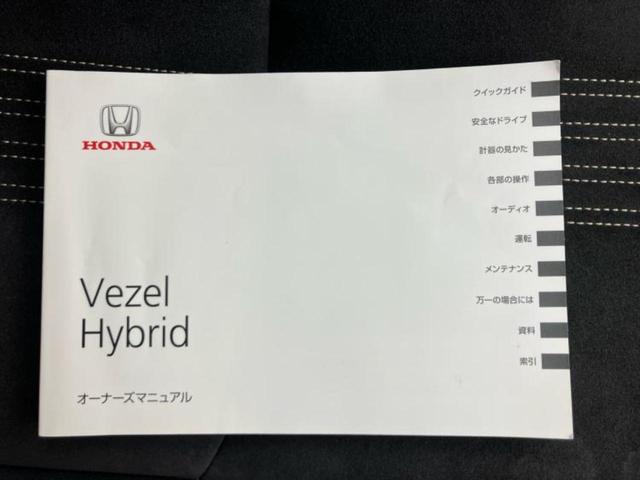 HONDA
Vezel
Hybrid
オーナーズマニュアル
クイックガイド
安全なドライブ
計器の見かた
各部の操作
オーディオ
運転
メンテナンス
万一の場合には
資料
索引